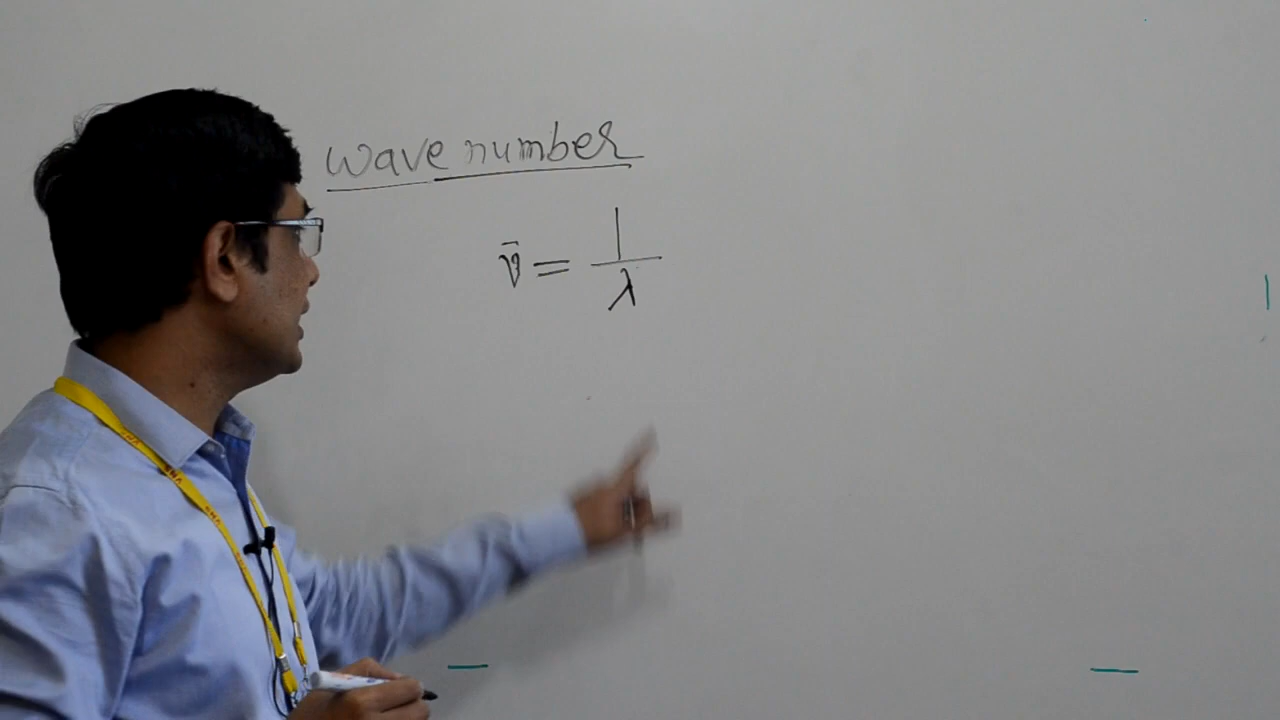 wave number
ν̄ = 1/λ